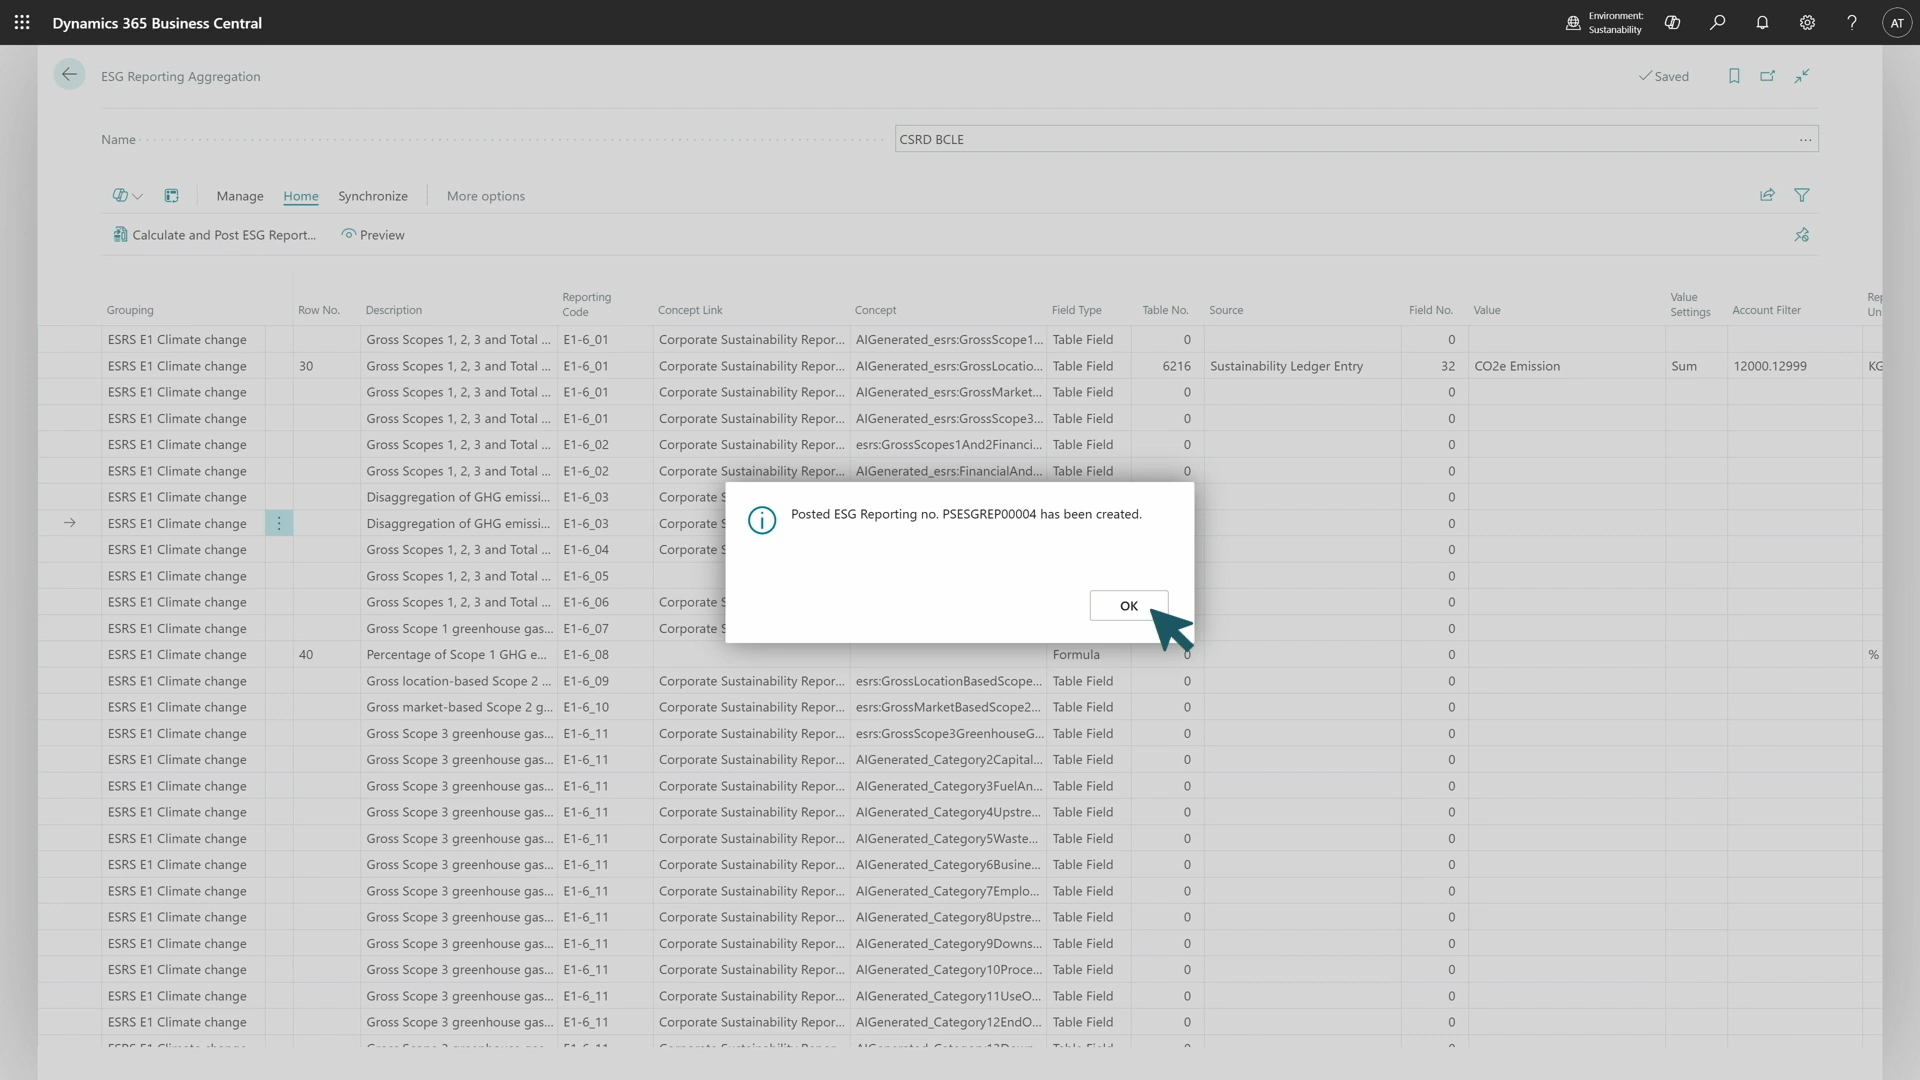 Dynamics 365 Business Central
Environment:
Sustanability
AT
ESG Reporting Aggregation
Saved
Name
CSRD BCLE
Manage Home Synchronize More options
Calculate and Post ESG Report... Preview
Grouping Row No. Description Reporting Code Concept Link Concept Field Type Table No. Source Field No. Value Value Settings Account Filter
ESRS E1 Climate change Gross Scopes 1, 2, 3 and Total ... E1-6_01 Corporate Sustainability Repor... AIGenerated_esrs:GrossScope1... Table Field 0 0
ESRS E1 Climate change 30 Gross Scopes 1, 2, 3 and Total ... E1-6_01 Corporate Sustainability Repor... AIGenerated_esrs:GrossLocatio... Table Field 6216 Sustainability Ledger Entry 32 CO2e Emission Sum 12000.12999 KG
ESRS E1 Climate change Gross Scopes 1, 2, 3 and Total ... E1-6_01 Corporate Sustainability Repor... AIGenerated_esrs:GrossMarket... Table Field 0 0
ESRS E1 Climate change Gross Scopes 1, 2, 3 and Total ... E1-6_01 Corporate Sustainability Repor... AIGenerated_esrs:GrossScope3... Table Field 0 0
ESRS E1 Climate change Gross Scopes 1, 2, 3 and Total ... E1-6_02 Corporate Sustainability Repor... esrs:GrossScopes1And2Financi... Table Field 0 0
ESRS E1 Climate change Gross Scopes 1, 2, 3 and Total ... E1-6_02 Corporate Sustainability Repor... AIGenerated_esrs:FinancialAnd... Table Field 0 0
ESRS E1 Climate change Disaggregation of GHG emissi... E1-6_03 Corporate S 0
ESRS E1 Climate change Disaggregation of GHG emissi... E1-6_03 Corporate S 0
ESRS E1 Climate change Gross Scopes 1, 2, 3 and Total ... E1-6_04 Corporate S 0
ESRS E1 Climate change Gross Scopes 1, 2, 3 and Total ... E1-6_05 0
ESRS E1 Climate change Gross Scopes 1, 2, 3 and Total ... E1-6_06 Corporate S 0
ESRS E1 Climate change Gross Scope 1 greenhouse gas... E1-6_07 Corporate S 0
Posted ESG Reporting no. PSESGREP00004 has been created.
OK
ESRS E1 Climate change 40 Percentage of Scope 1 GHG e... E1-6_08 Formula 0 0 %
ESRS E1 Climate change Gross location-based Scope 2 ... E1-6_09 Corporate Sustainability Repor... esrs:GrossLocationBasedScope... Table Field 0 0
ESRS E1 Climate change Gross market-based Scope 2 g... E1-6_10 Corporate Sustainability Repor... esrs:GrossMarketBasedScope2... Table Field 0 0
ESRS E1 Climate change Gross Scope 3 greenhouse gas... E1-6_11 Corporate Sustainability Repor... esrs:GrossScope3GreenhouseG... Table Field 0 0
ESRS E1 Climate change Gross Scope 3 greenhouse gas... E1-6_11 Corporate Sustainability Repor... AIGenerated_Category2Capital... Table Field 0 0
ESRS E1 Climate change Gross Scope 3 greenhouse gas... E1-6_11 Corporate Sustainability Repor... AIGenerated_Category3FuelAn... Table Field 0 0
ESRS E1 Climate change Gross Scope 3 greenhouse gas... E1-6_11 Corporate Sustainability Repor... AIGenerated_Category4Upstre... Table Field 0 0
ESRS E1 Climate change Gross Scope 3 greenhouse gas... E1-6_11 Corporate Sustainability Repor... AIGenerated_Category5Waste... Table Field 0 0
ESRS E1 Climate change Gross Scope 3 greenhouse gas... E1-6_11 Corporate Sustainability Repor... AIGenerated_Category6Busine... Table Field 0 0
ESRS E1 Climate change Gross Scope 3 greenhouse gas... E1-6_11 Corporate Sustainability Repor... AIGenerated_Category7Emplo... Table Field 0 0
ESRS E1 Climate change Gross Scope 3 greenhouse gas... E1-6_11 Corporate Sustainability Repor... AIGenerated_Category8Upstre... Table Field 0 0
ESRS E1 Climate change Gross Scope 3 greenhouse gas... E1-6_11 Corporate Sustainability Repor... AIGenerated_Category9Downs... Table Field 0 0
ESRS E1 Climate change Gross Scope 3 greenhouse gas... E1-6_11 Corporate Sustainability Repor... AIGenerated_Category10Proce... Table Field 0 0
ESRS E1 Climate change Gross Scope 3 greenhouse gas... E1-6_11 Corporate Sustainability Repor... AIGenerated_Category11UseO... Table Field 0 0
ESRS E1 Climate change Gross Scope 3 greenhouse gas... E1-6_11 Corporate Sustainability Repor... AIGenerated_Category12EndO... Table Field 0 0